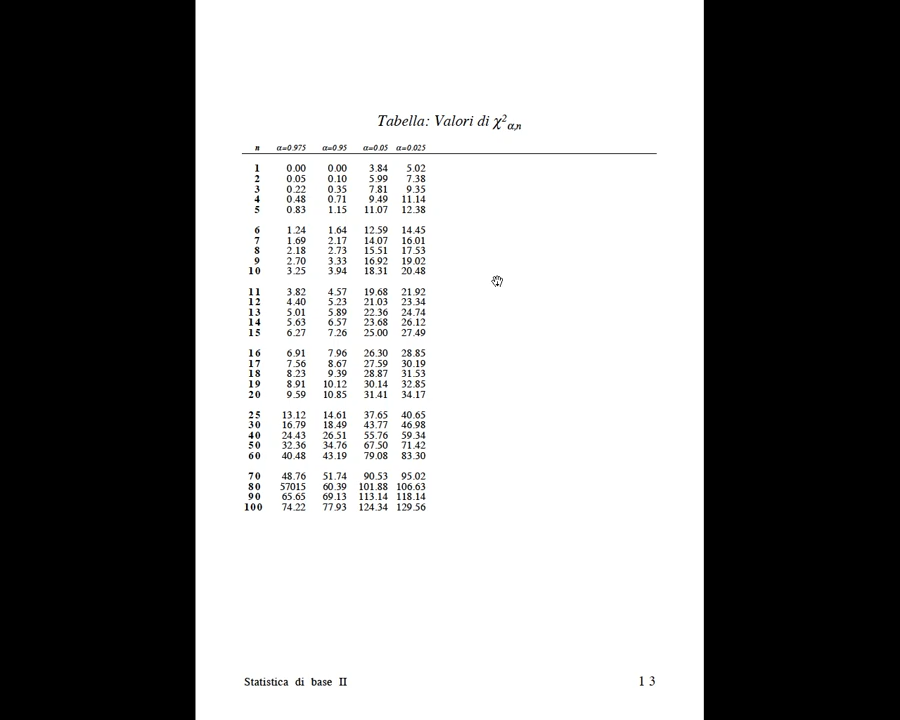 Tabella: Valori di χ²α,n
n α=0.975 α=0.95 α=0.05 α=0.025
1 0.00 0.00 3.84 5.02
2 0.05 0.10 5.99 7.38
3 0.22 0.35 7.81 9.35
4 0.48 0.71 9.49 11.14
5 0.83 1.15 11.07 12.38
6 1.24 1.64 12.59 14.45
7 1.69 2.17 14.07 16.01
8 2.18 2.73 15.51 17.53
9 2.70 3.33 16.92 19.02
10 3.25 3.94 18.31 20.48
11 3.82 4.57 19.68 21.92
12 4.40 5.23 21.03 23.34
13 5.01 5.89 22.36 24.74
14 5.63 6.57 23.68 26.12
15 6.27 7.26 25.00 27.49
16 6.91 7.96 26.30 28.85
17 7.56 8.67 27.59 30.19
18 8.23 9.39 28.87 31.53
19 8.91 10.12 30.14 32.85
20 9.59 10.85 31.41 34.17
25 13.12 14.61 37.65 40.65
30 16.79 18.49 43.77 46.98
40 24.43 26.51 55.76 59.34
50 32.36 34.76 67.50 71.42
60 40.48 43.19 79.08 83.30
70 48.76 51.74 90.53 95.02
80 57015 60.39 101.88 106.63
90 65.65 69.13 113.14 118.14
100 74.22 77.93 124.34 129.56
Statistica di base II 13